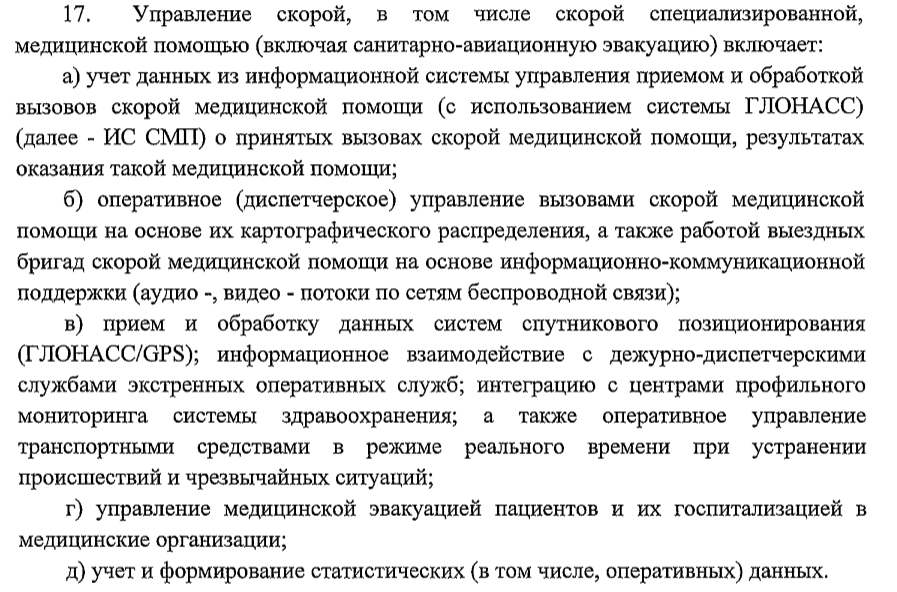 17. Управление скорой, в том числе скорой специализированной,
медицинской помощью (включая санитарно-авиационную эвакуацию) включает:
а) учет данных из информационной системы управления приемом и обработкой
вызовов скорой медицинской помощи (с использованием системы ГЛОНАСС)
(далее - ИС СМП) о принятых вызовах скорой медицинской помощи, результатах
оказания такой медицинской помощи;
б) оперативное (диспетчерское) управление вызовами скорой медицинской
помощи на основе их картографического распределения, а также работой выездных
бригад скорой медицинской помощи на основе информационно-коммуникационной
поддержки (аудио -, видео - потоки по сетям беспроводной связи);
в) прием и обработку данных систем спутникового позиционирования
(ГЛОНАСС/GPS); информационное взаимодействие с дежурно-диспетчерскими
службами экстренных оперативных служб; интеграцию с центрами профильного
мониторинга системы здравоохранения; а также оперативное управление
транспортными средствами в режиме реального времени при устранении
происшествий и чрезвычайных ситуаций;
г) управление медицинской эвакуацией пациентов и их госпитализацией в
медицинские организации;
д) учет и формирование статистических (в том числе, оперативных) данных.